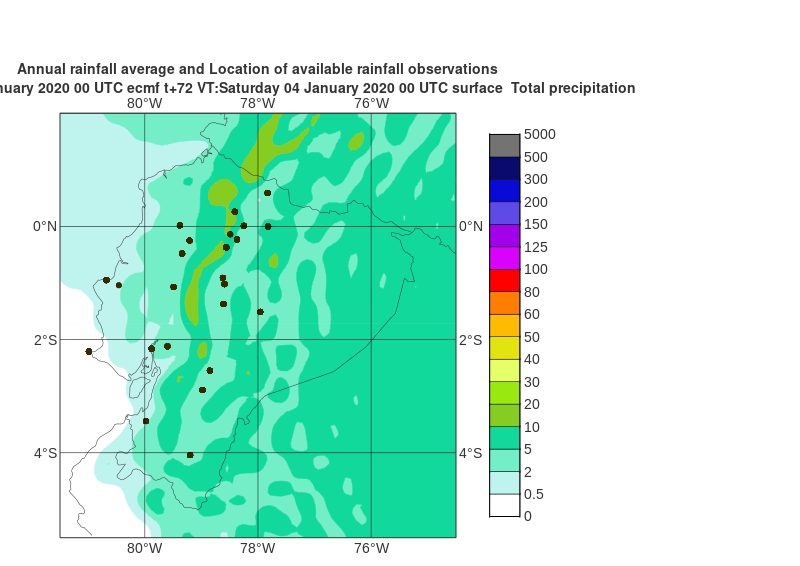 Annual rainfall average and Location of available rainfall observations
nuary 2020 00 UTC ecmf t+72 VT:Saturday 04 January 2020 00 UTC surface  Total precipitation
80°W 78°W 76°W
5000
500
300
0°N 0°N 200
150
125
100
80
60
2°S 2°S 50
40
30
20
10
4°S 4°S 5
2
0.5
0
80°W 78°W 76°W